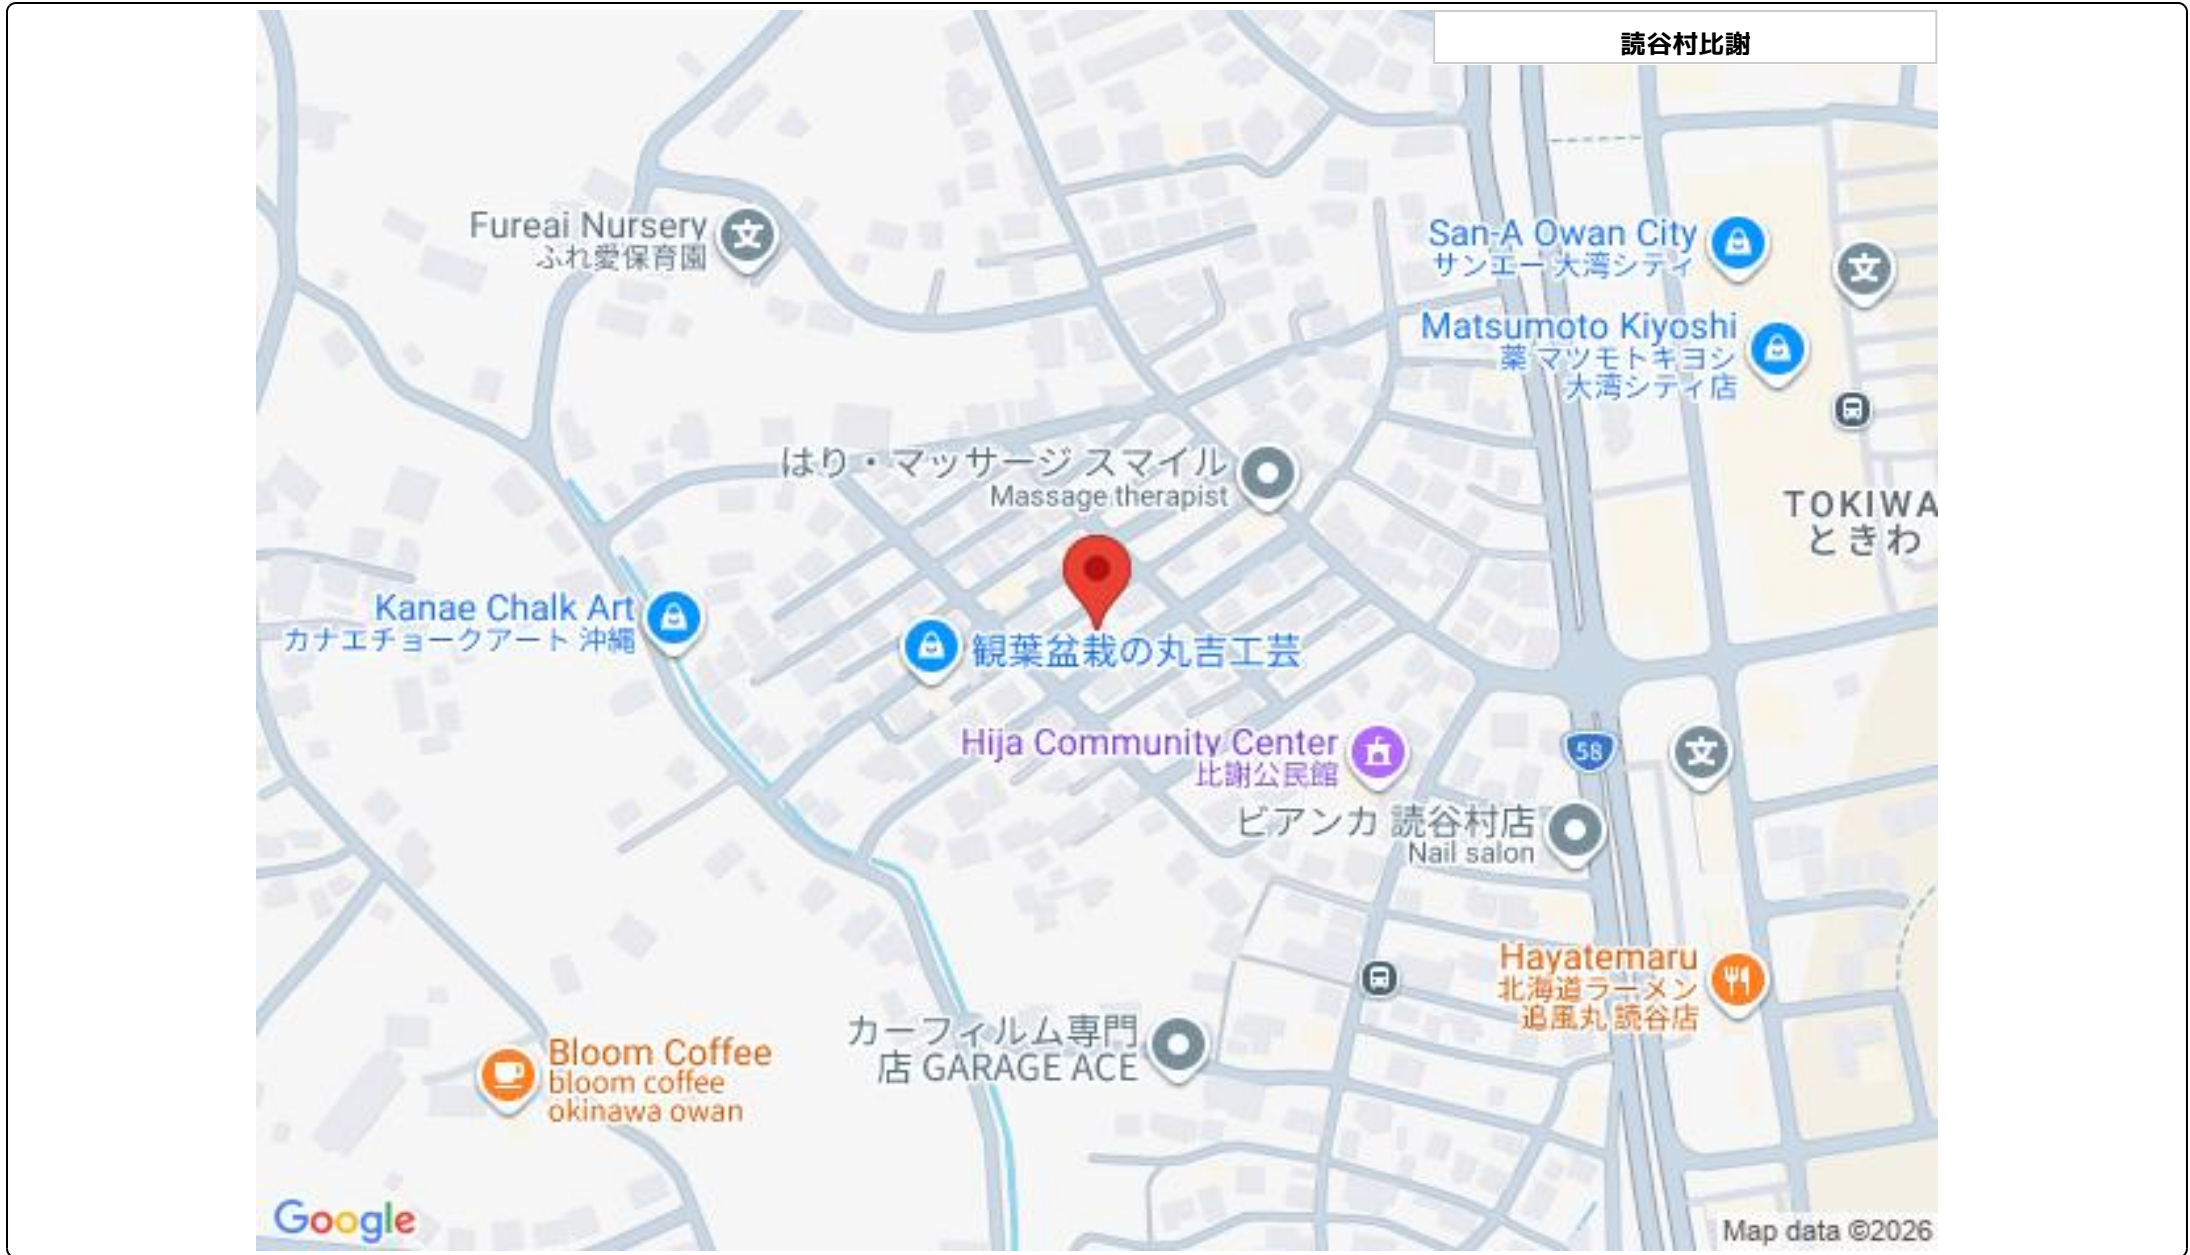 読谷村比謝
Fureai Nursery
ふれ愛保育園
San-A Owan City
サンエー 大湾シティ
Matsumoto Kiyoshi
薬 マツモトキヨシ
大湾シティ店
はり・マッサージ スマイル
Massage therapist
TOKIWA
ときわ
Kanae Chalk Art
カナエチョークアート 沖縄
観葉盆栽の丸吉工芸
Hija Community Center
比謝公民館
58
ビアンカ 読谷村店
Nail salon
Hayatemaru
北海道ラーメン
追風丸 読谷店
カーフィルム専門
店 GARAGE ACE
Bloom Coffee
bloom coffee
okinawa owan
Google
Map data ©2026